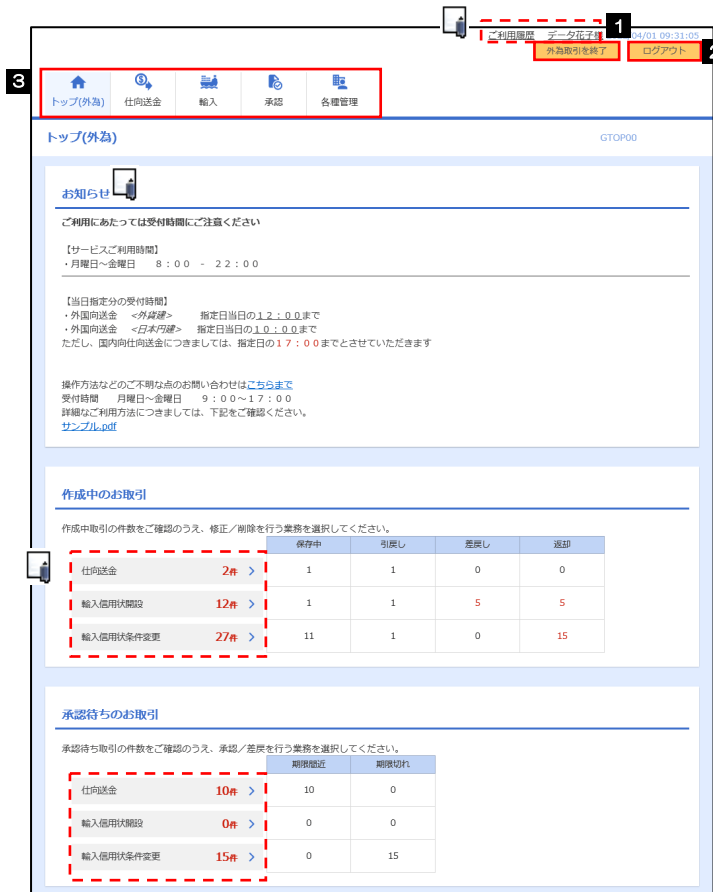 ご利用履歴　データ花子様 04/01 09:31:05
1
外為取引を終了
ログアウト
2
3
トップ(外為)　仕向送金　輸入　承認　各種管理
トップ(外為)
GTOP00
お知らせ
ご利用にあたっては受付時間にご注意ください
【サービスご利用時間】
・月曜日～金曜日　　8：00　-　22：00
【当日指定分の受付時間】
・外国向送金　<外貨建>　　指定日当日の12：00まで
・外国向送金　<日本円建>　指定日当日の10：00まで
ただし、国内向仕向送金につきましては、指定日の17：00までとさせていただきます
操作方法などのご不明な点のお問い合わせはこちらまで
受付時間　月曜日～金曜日　9：00～17：00
詳細なご利用方法につきましては、下記をご確認ください。
サンプル.pdf
作成中のお取引
作成中取引の件数をご確認のうえ、修正／削除を行う業務を選択してください。
保存中　引戻し　差戻し　返却
仕向送金　2件　1　1　0　0
輸入信用状開設　12件　1　1　5　5
輸入信用状条件変更　27件　11　1　0　15
承認待ちのお取引
承認待ち取引の件数をご確認のうえ、承認／差戻を行う業務を選択してください。
期限間近　期限切れ
仕向送金　10件　10　0
輸入信用状開設　0件　0　0
輸入信用状条件変更　15件　0　15